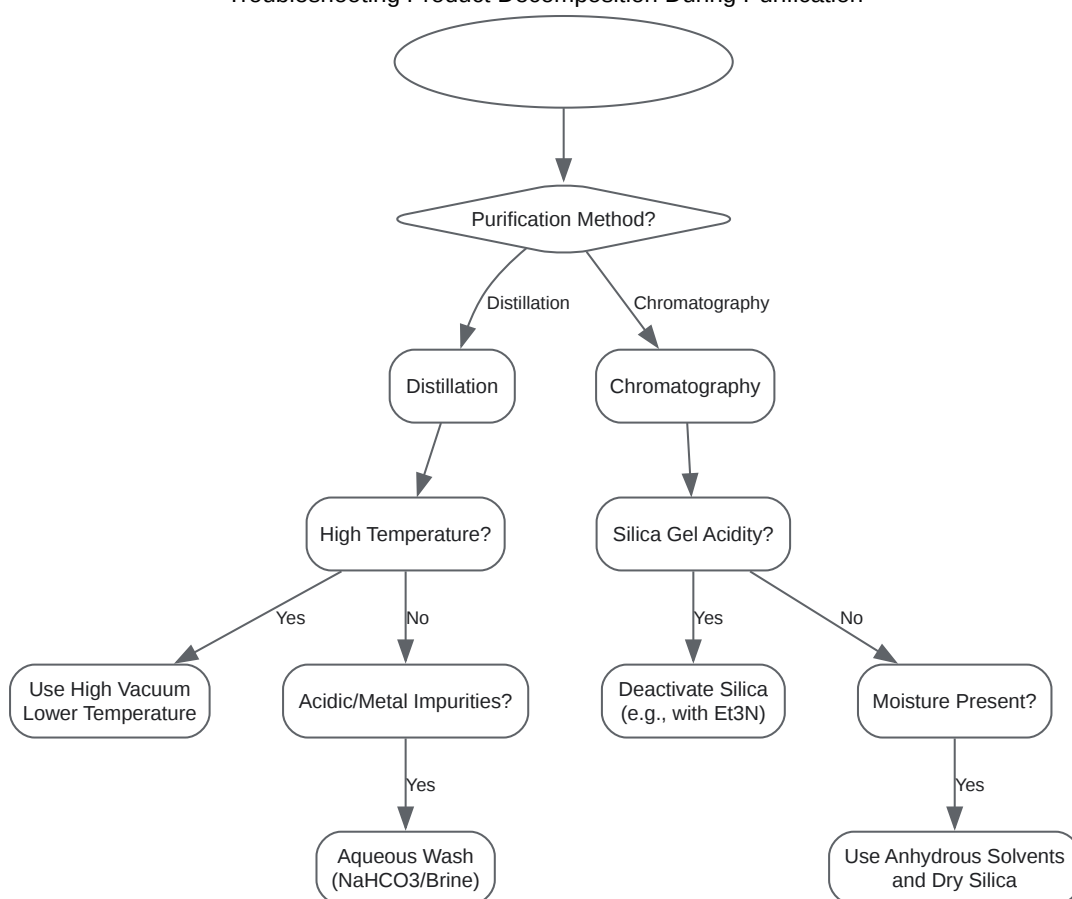 Troubleshooting Product Decomposition During Purification
Purification Method?
Distillation
Chromatography
Distillation
Chromatography
High Temperature?
Silica Gel Acidity?
Yes
No
Yes
No
Use High Vacuum
Lower Temperature
Acidic/Metal Impurities?
Deactivate Silica
(e.g., with Et3N)
Moisture Present?
Yes
Yes
Aqueous Wash
(NaHCO3/Brine)
Use Anhydrous Solvents
and Dry Silica